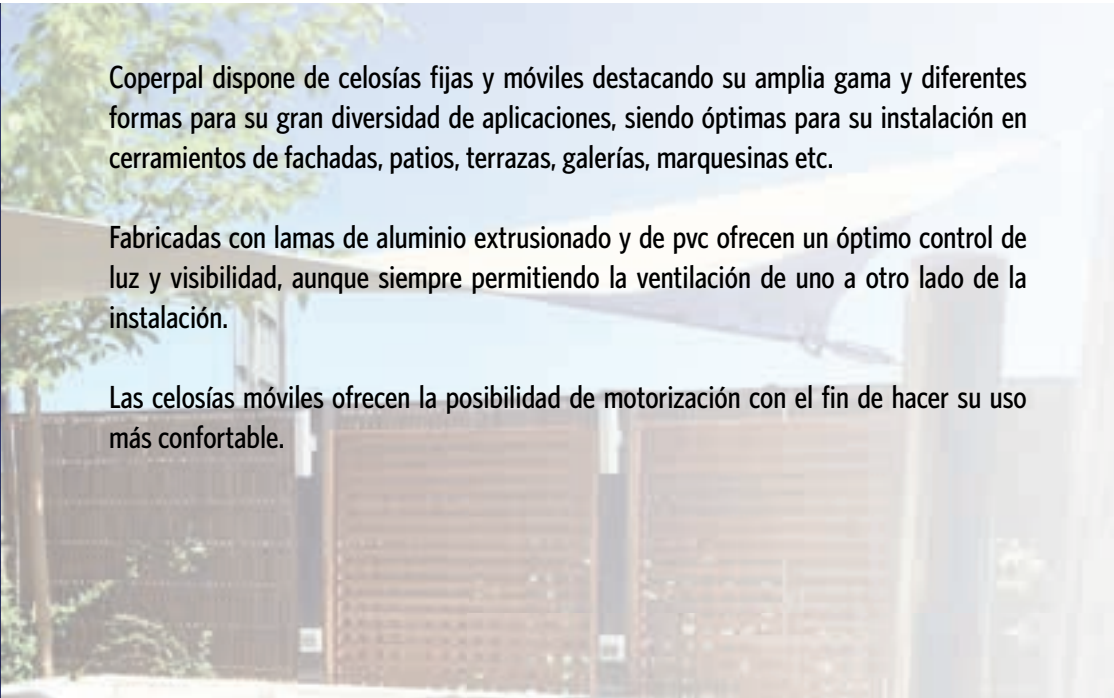 Coperpal dispone de celosías fijas y móviles destacando su amplia gama y diferentes
formas para su gran diversidad de aplicaciones, siendo óptimas para su instalación en
cerramientos de fachadas, patios, terrazas, galerías, marquesinas etc.
Fabricadas con lamas de aluminio extrusionado y de pvc ofrecen un óptimo control de
luz y visibilidad, aunque siempre permitiendo la ventilación de uno a otro lado de la
instalación.
Las celosías móviles ofrecen la posibilidad de motorización con el fin de hacer su uso
más confortable.